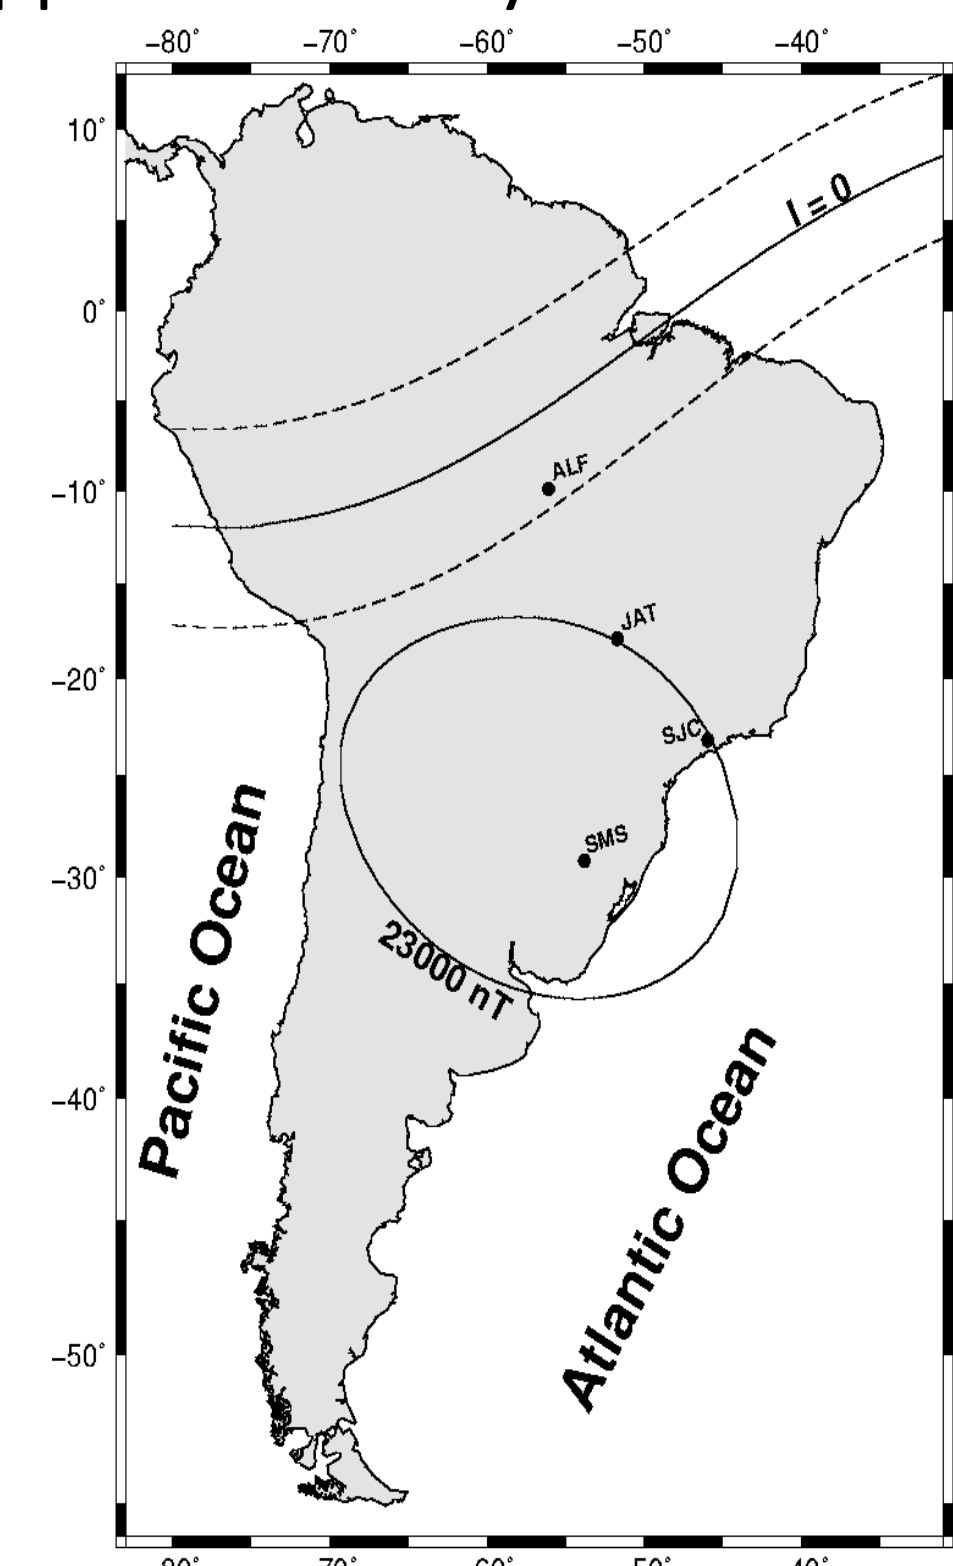 −80° −70° −60° −50° −40°
10°
I = 0
0°
ALF
−10°
JAT
−20°
SJC
SMS
−30°
23000 nT
Pacific Ocean
−40°
Atlantic Ocean
−50°